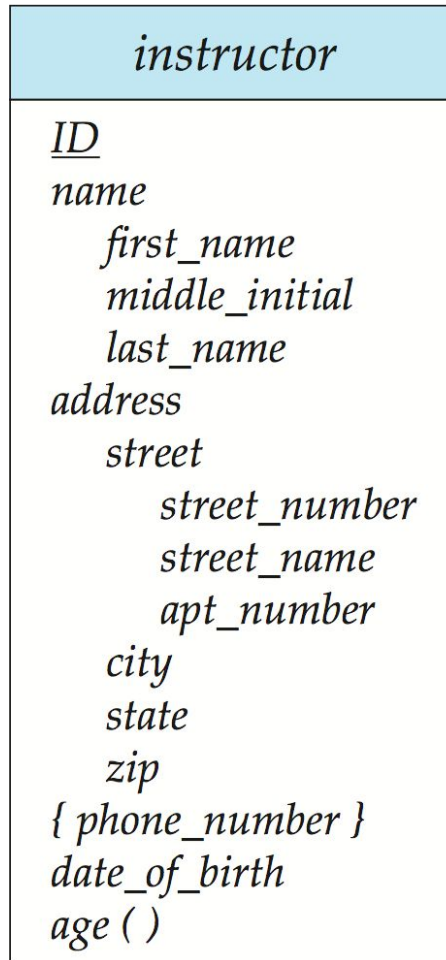 instructor
ID
name
first_name
middle_initial
last_name
address
street
street_number
street_name
apt_number
city
state
zip
{ phone_number }
date_of_birth
age ( )